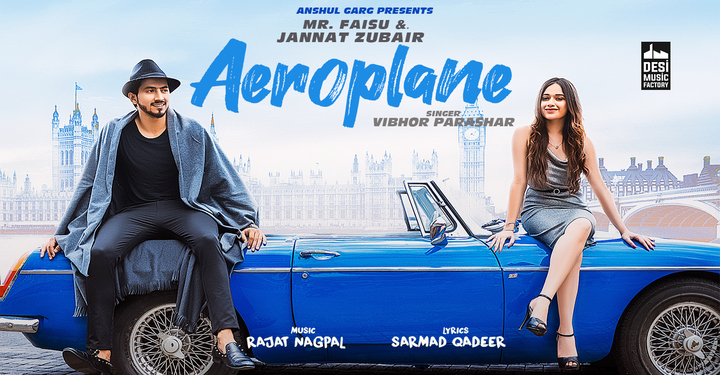 ANSHUL GARG PRESENTS
MR. FAISU &
JANNAT ZUBAIR
Aeroplane
SINGER
VIBHOR PARASHAR
DESi
MUSIC
FACTORY
MUSIC
RAJAT NAGPAL
LYRICS
SARMAD QADEER